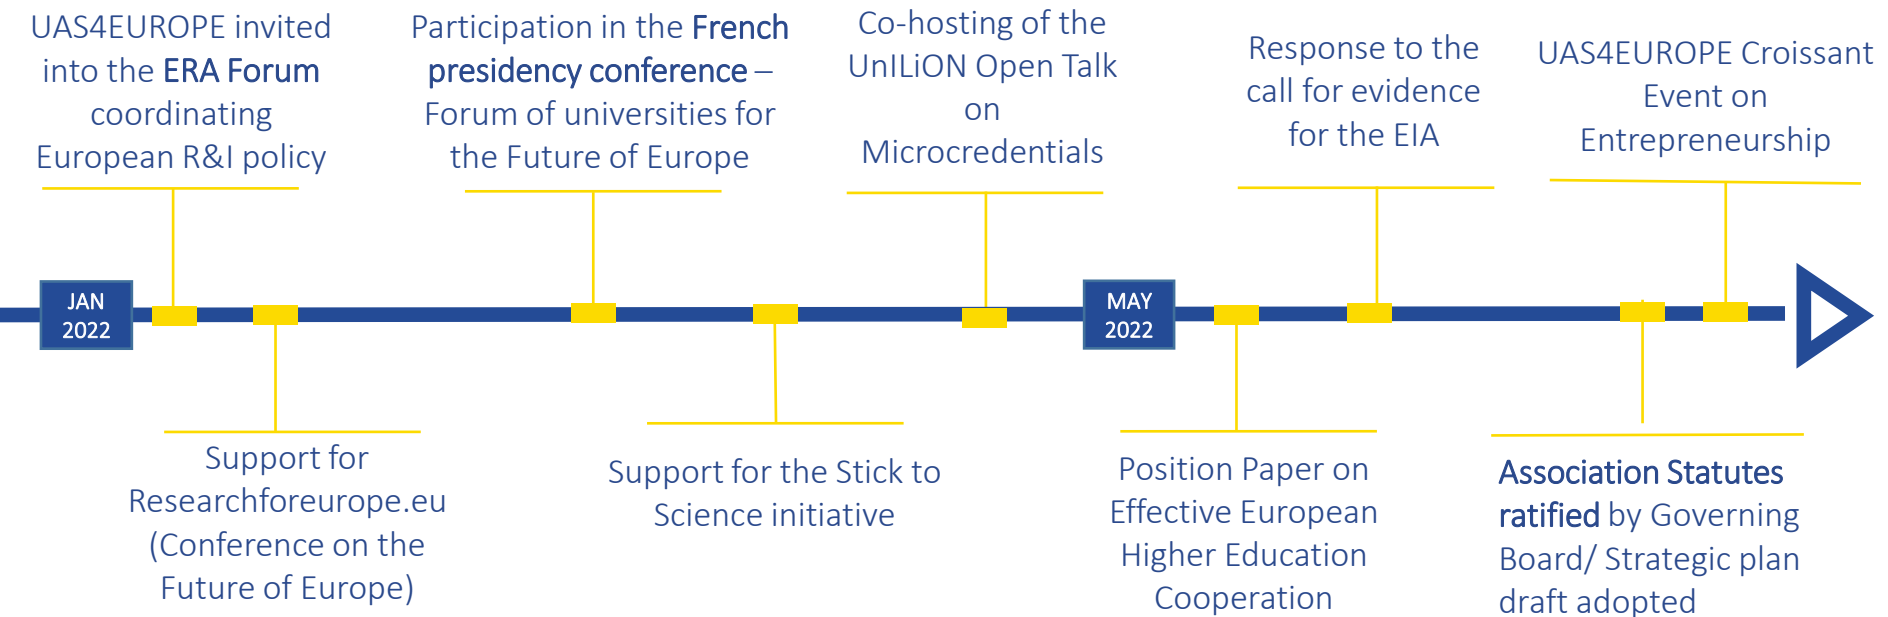 UAS4EUROPE invited
into the ERA Forum
coordinating
European R&I policy
Participation in the French
presidency conference –
Forum of universities for
the Future of Europe
Co-hosting of the
UnILiON Open Talk
on
Microcredentials
Response to the
call for evidence
for the EIA
UAS4EUROPE Croissant
Event on
Entrepreneurship
JAN
2022
MAY
2022
Support for
Researchforeurope.eu
(Conference on the
Future of Europe)
Support for the Stick to
Science initiative
Position Paper on
Effective European
Higher Education
Cooperation
Association Statutes
ratified by Governing
Board/ Strategic plan
draft adopted